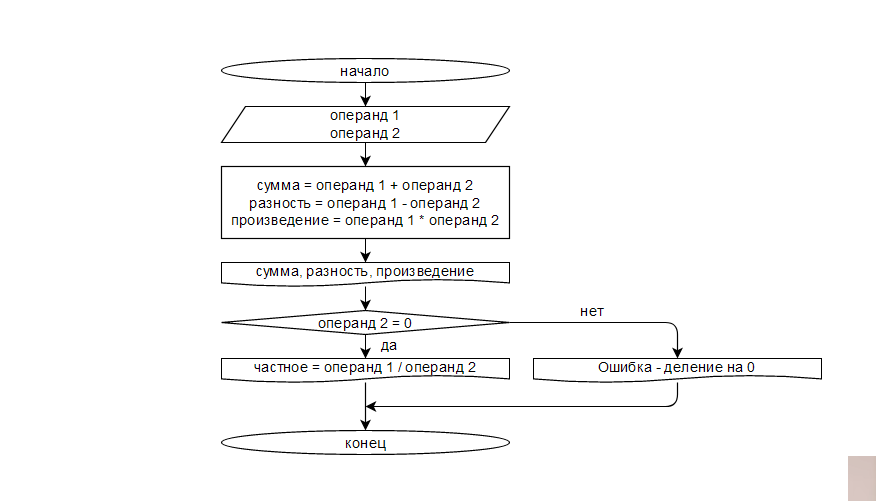 начало
операнд 1
операнд 2
сумма = операнд 1 + операнд 2
разность = операнд 1 - операнд 2
произведение = операнд 1 * операнд 2
сумма, разность, произведение
операнд 2 = 0
нет
да
частное = операнд 1 / операнд 2
Ошибка - деление на 0
конец